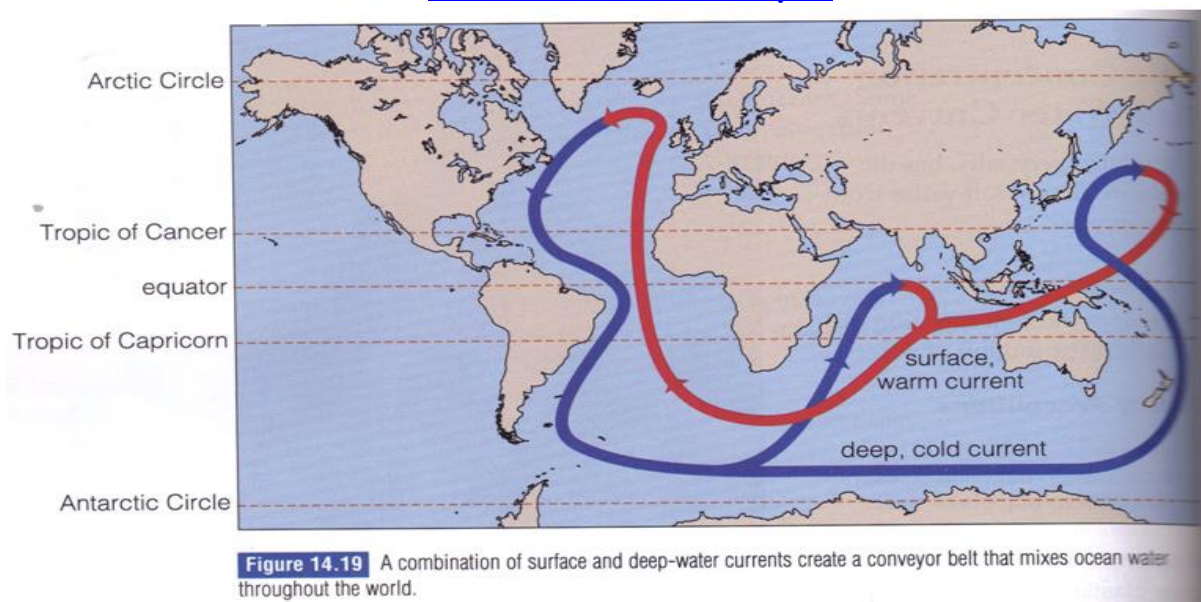 Arctic Circle
Tropic of Cancer
equator
Tropic of Capricorn
surface,
warm current
deep, cold current
Antarctic Circle
Figure 14.19 A combination of surface and deep-water currents create a conveyor belt that mixes ocean water
throughout the world.